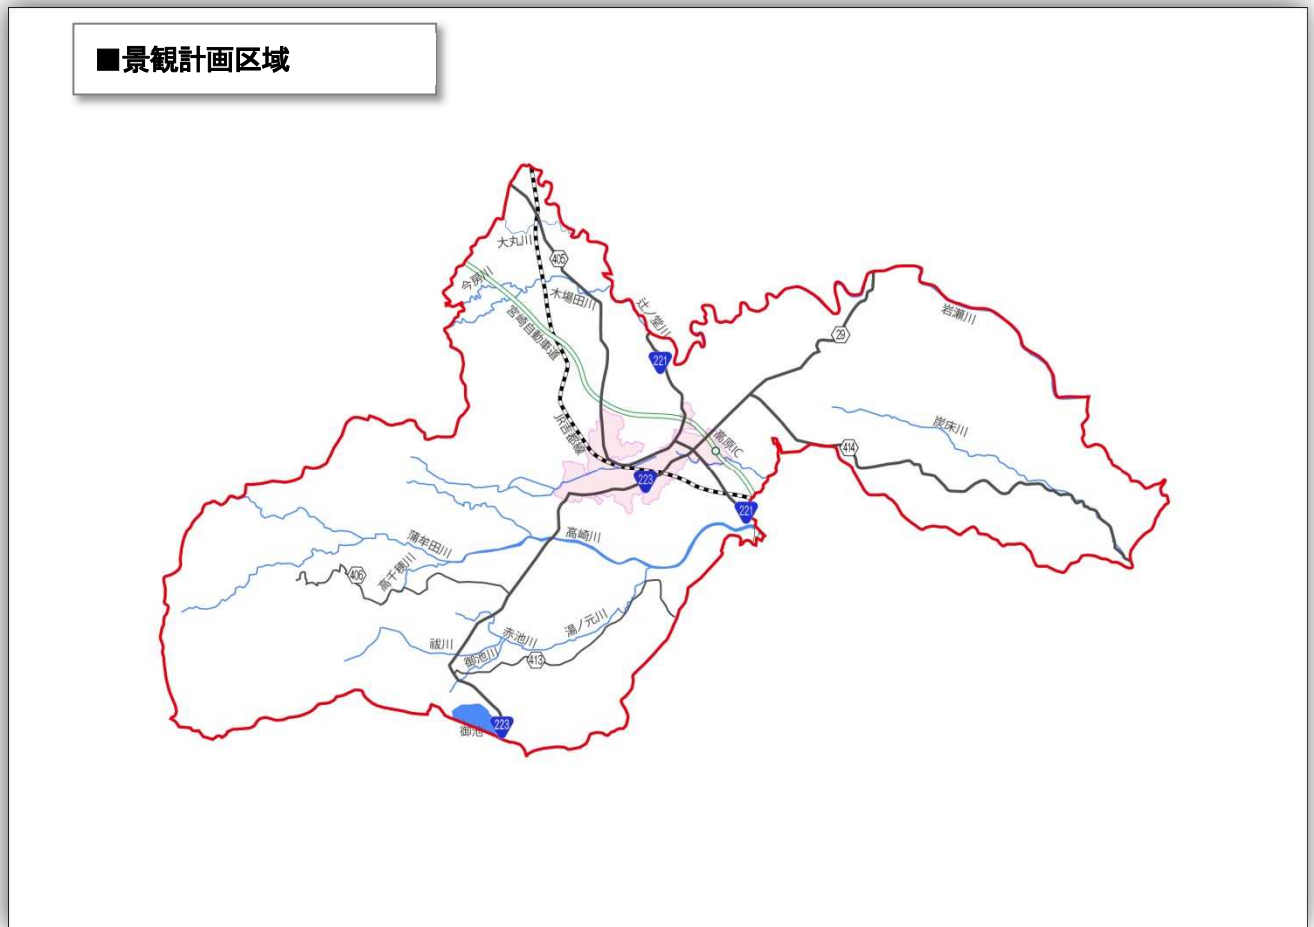 ■景観計画区域
大丸川
405
今房川
木場田川
辻ノ堂川
岩瀬川
宮崎自動車道
29
221
JR吉都線
高原IC
炭床川
414
223
221
高崎川
蒲牟田川
高千穂川
406
湯ノ元川
赤池川
祓川
御池川
413
223
御池